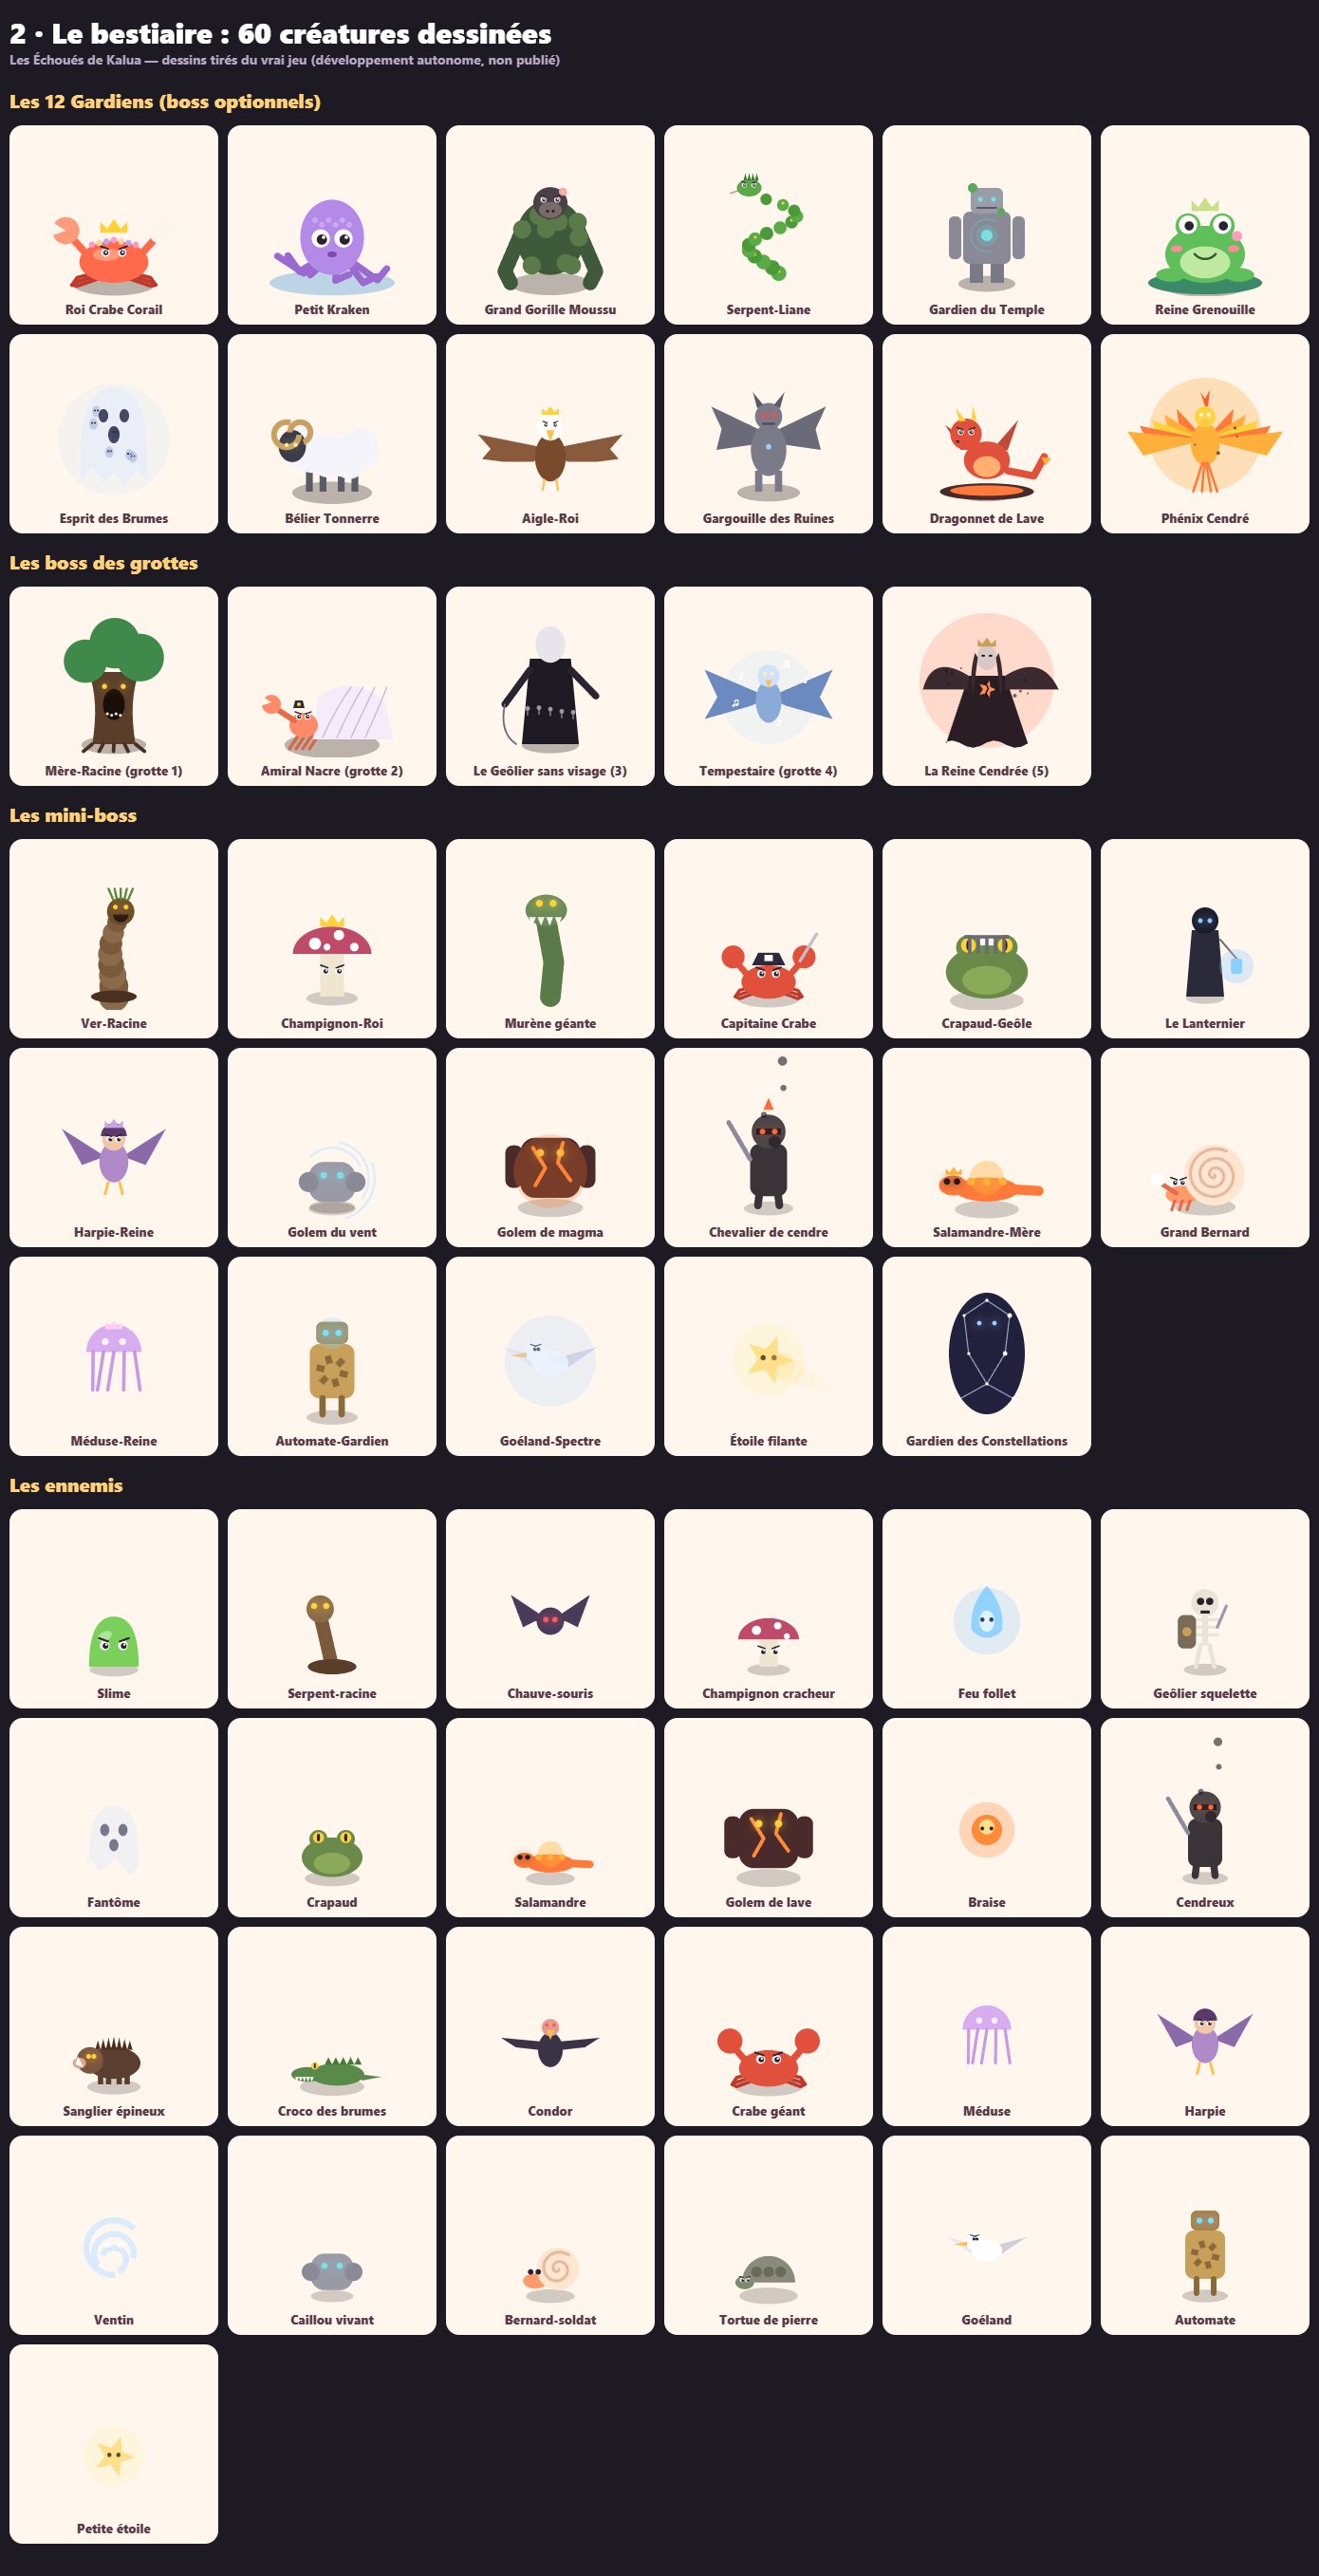 2 · Le bestiaire : 60 créatures dessinées
Les Échoués de Kalua — dessins tirés du vrai jeu (développement autonome, non publié)
Les 12 Gardiens (boss optionnels)
Roi Crabe Corail
Petit Kraken
Grand Gorille Moussu
Serpent-Liane
Gardien du Temple
Reine Grenouille
Esprit des Brumes
Bélier Tonnerre
Aigle-Roi
Gargouille des Ruines
Dragonnet de Lave
Phénix Cendré
Les boss des grottes
Mère-Racine (grotte 1)
Amiral Nacre (grotte 2)
Le Geôlier sans visage (3)
Tempestaire (grotte 4)
La Reine Cendrée (5)
Les mini-boss
Ver-Racine
Champignon-Roi
Murène géante
Capitaine Crabe
Crapaud-Geôle
Le Lanternier
Harpie-Reine
Golem du vent
Golem de magma
Chevalier de cendre
Salamandre-Mère
Grand Bernard
Méduse-Reine
Automate-Gardien
Goéland-Spectre
Étoile filante
Gardien des Constellations
Les ennemis
Slime
Serpent-racine
Chauve-souris
Champignon cracheur
Feu follet
Geôlier squelette
Fantôme
Crapaud
Salamandre
Golem de lave
Braise
Cendreux
Sanglier épineux
Croco des brumes
Condor
Crabe géant
Méduse
Harpie
Ventin
Caillou vivant
Bernard-soldat
Tortue de pierre
Goéland
Automate
Petite étoile